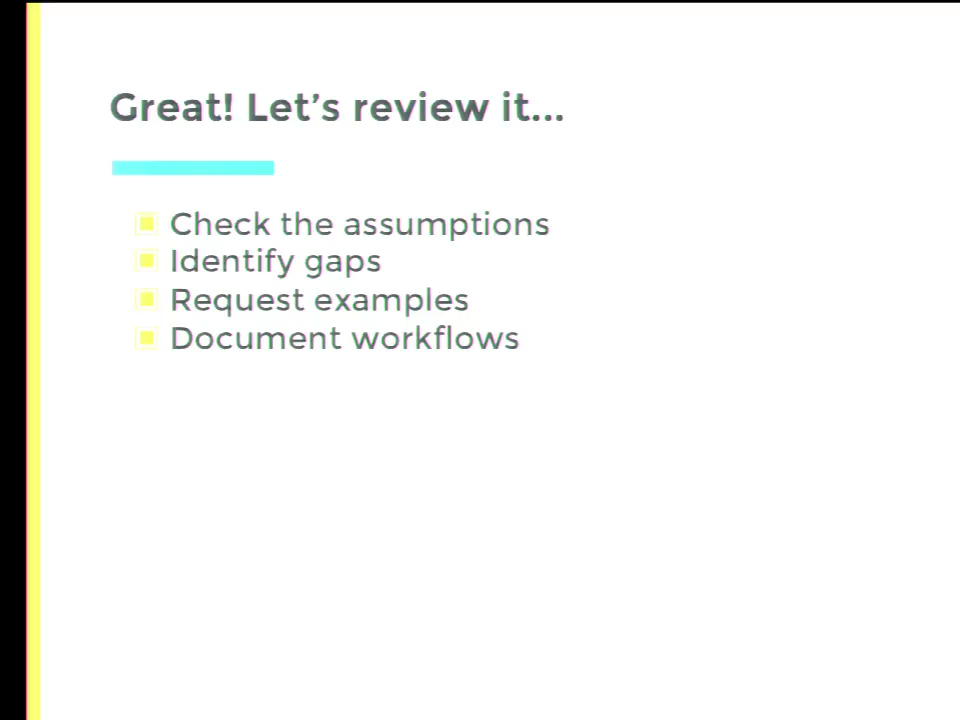 Great! Let’s review it...
Check the assumptions
Identify gaps
Request examples
Document workflows